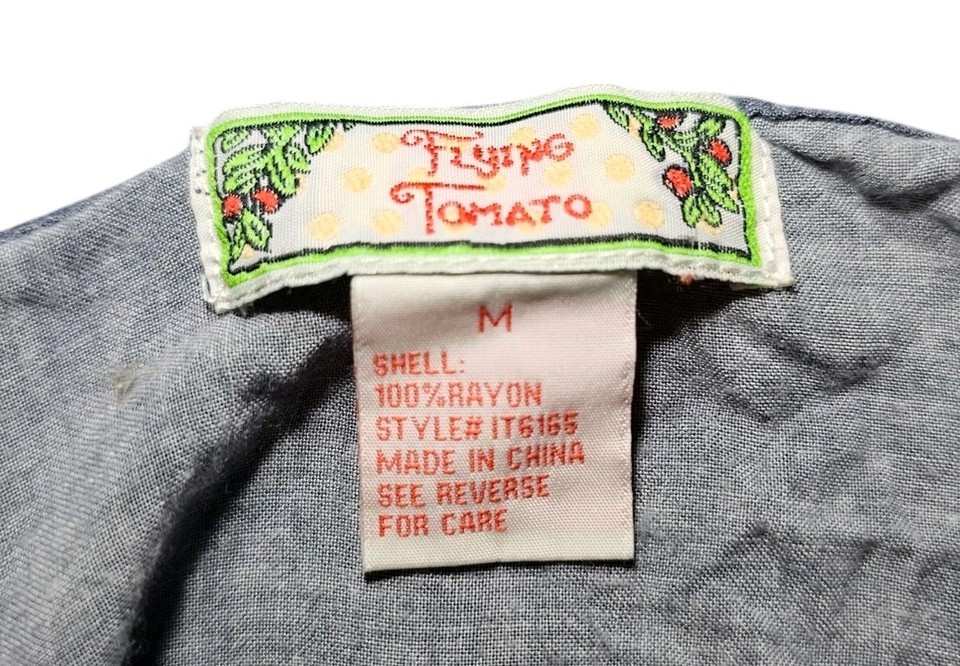 Flying
Tomato
M
SHELL:
100%RAYON
STYLE# IT6165
MADE IN CHINA
SEE REVERSE
FOR CARE